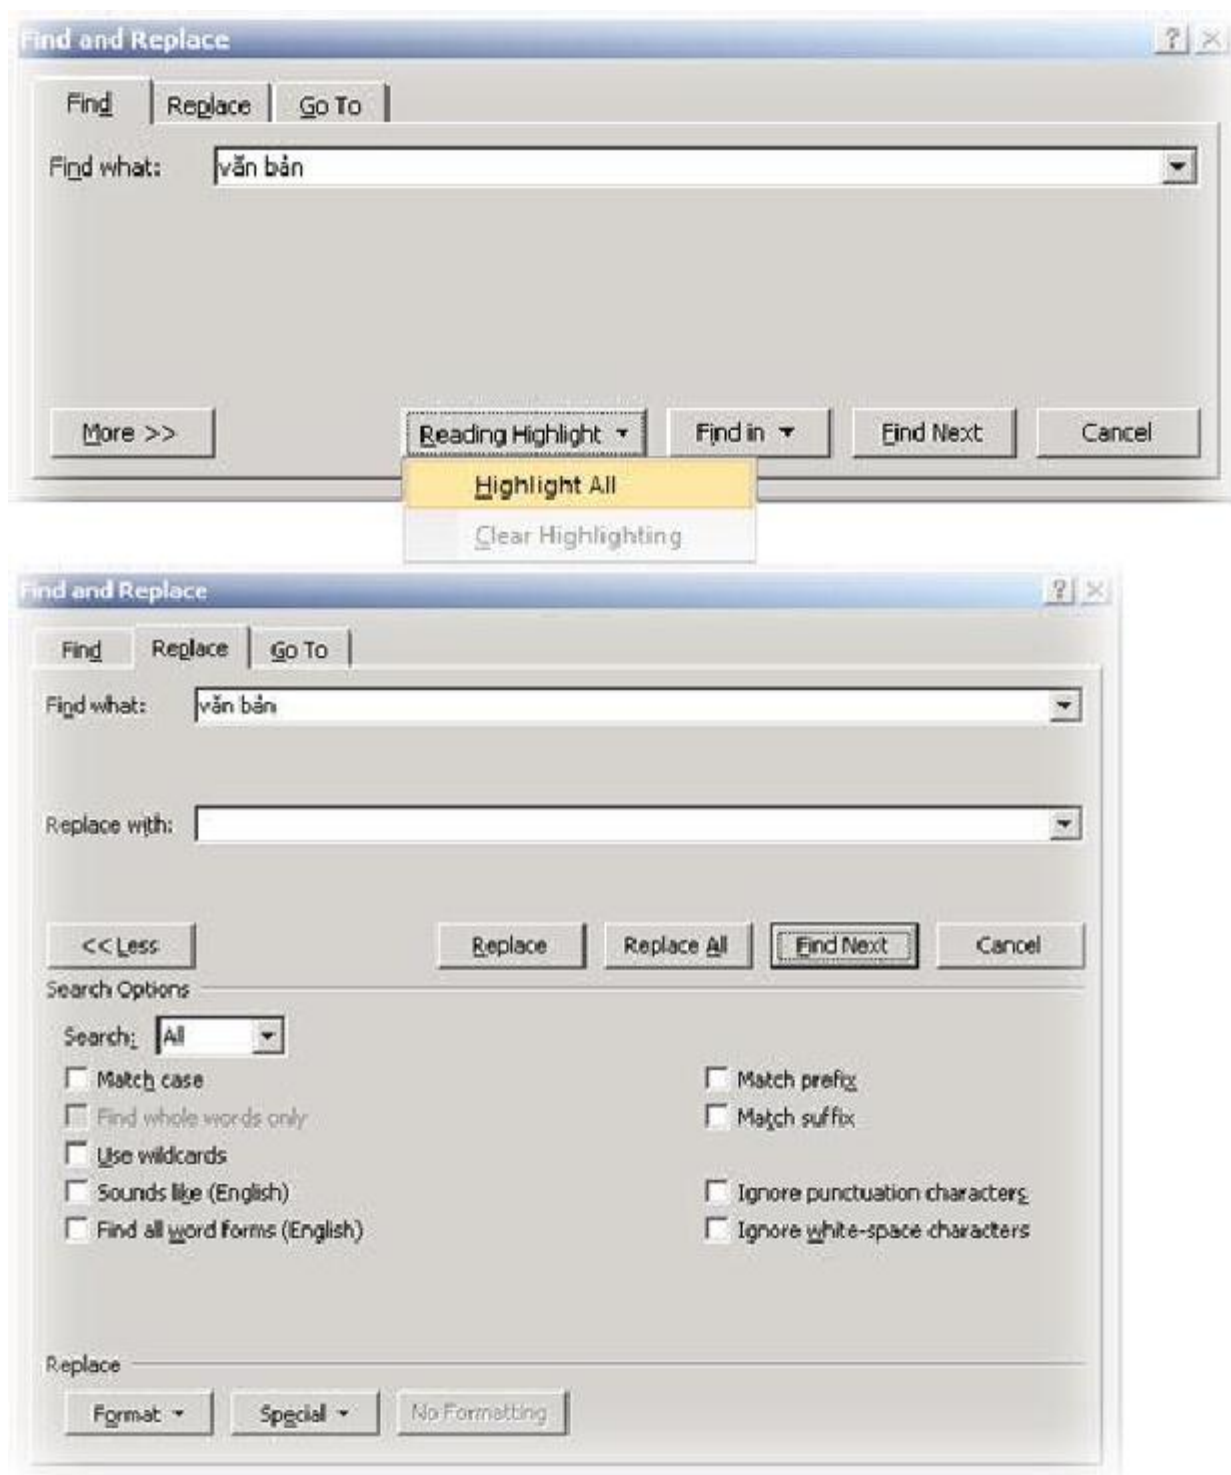 Find and Replace
Find Replace Go To
Find what: văn bản
More >> Reading Highlight Find in Find Next Cancel
Highlight All
Clear Highlighting
Find and Replace
Find Replace Go To
Find what: văn bản
Replace with:
<< Less Replace Replace All Find Next Cancel
Search Options
Search: All
Match case Match prefix
Find whole words only Match suffix
Use wildcards
Sounds like (English) Ignore punctuation characters
Find all word forms (English) Ignore white-space characters
Replace
Format Special No Formatting